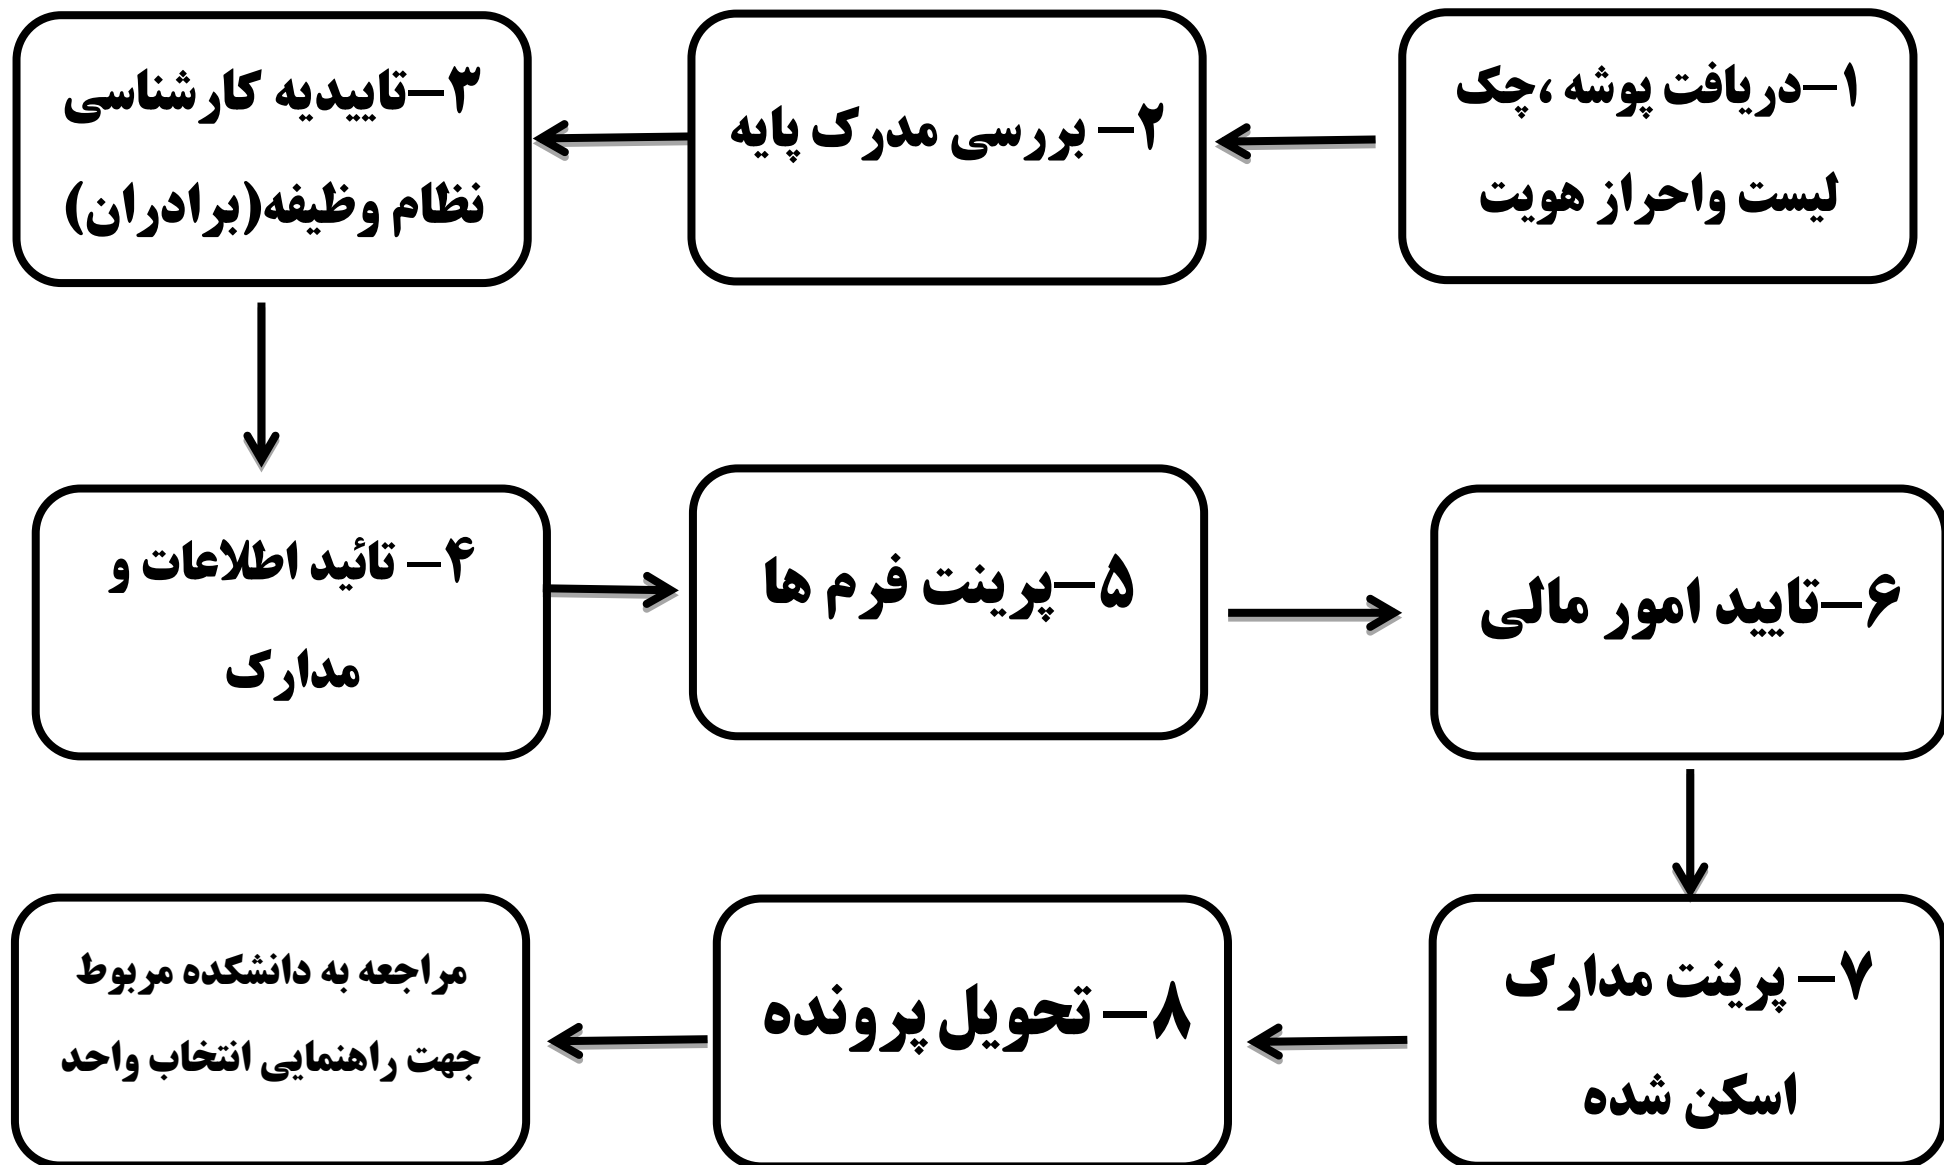 ۱–دریافت پوشه ،چک
لیست واحراز هویت
۲– بررسی مدرک پایه
۳–تاییدیه کارشناسی
نظام وظیفه(برادران)
۴– تائید اطلاعات و
مدارک
۵–پرینت فرم ها
۶–تایید امور مالی
۷– پرینت مدارک
اسکن شده
۸– تحویل پرونده
مراجعه به دانشکده مربوط
جهت راهنمایی انتخاب واحد